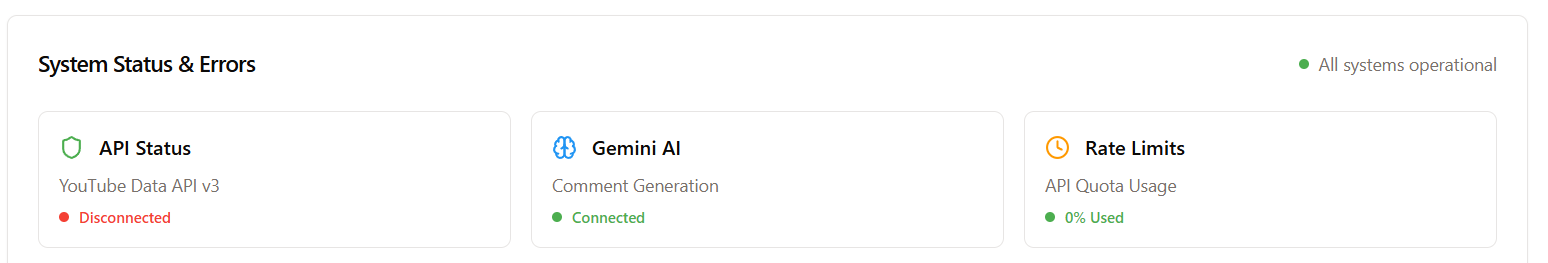 System Status & Errors
All systems operational
API Status
YouTube Data API v3
Disconnected
Gemini AI
Comment Generation
Connected
Rate Limits
API Quota Usage
0% Used